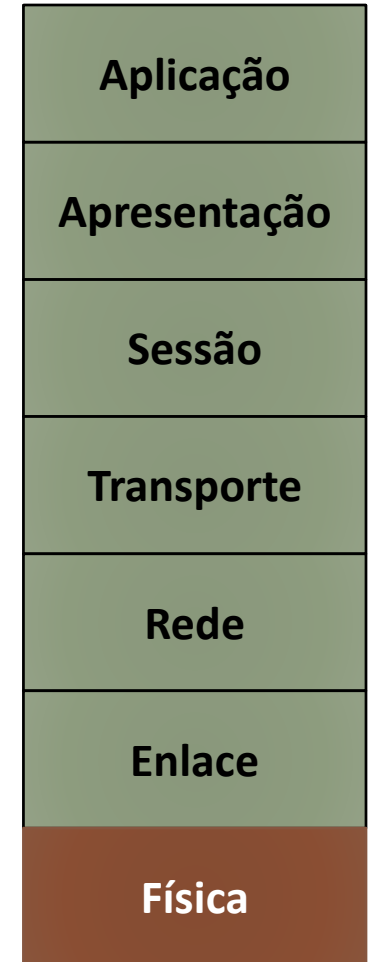 Aplicação
Apresentação
Sessão
Transporte
Rede
Enlace
Física